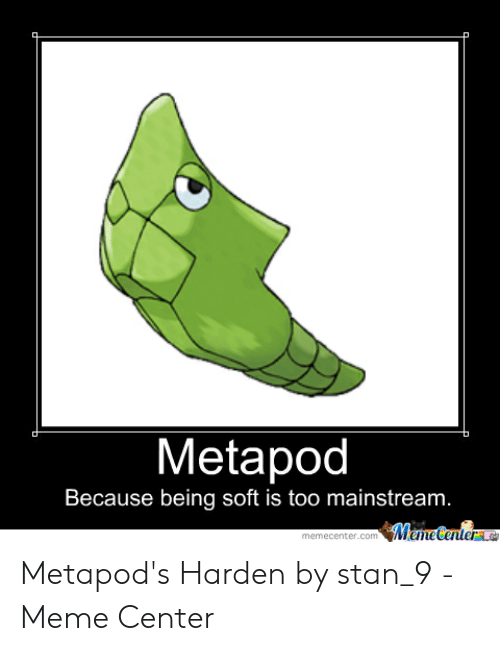 Metapod
Because being soft is too mainstream.
memecenter.com MemeCenter
Metapod's Harden by stan_9 -
Meme Center